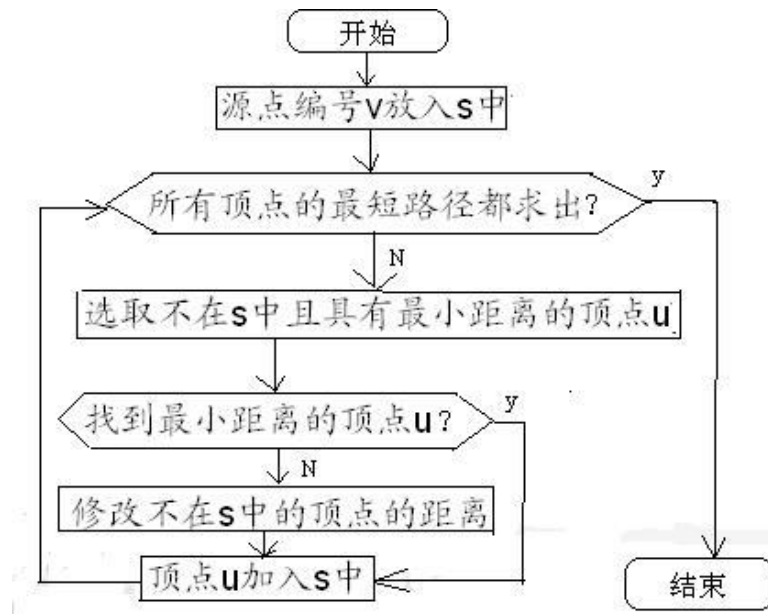 开始
源点编号v放入s中
所有顶点的最短路径都求出?
y
N
选取不在s中且具有最小距离的顶点u
找到最小距离的顶点u?
y
N
修改不在s中的顶点的距离
顶点u加入s中
结束